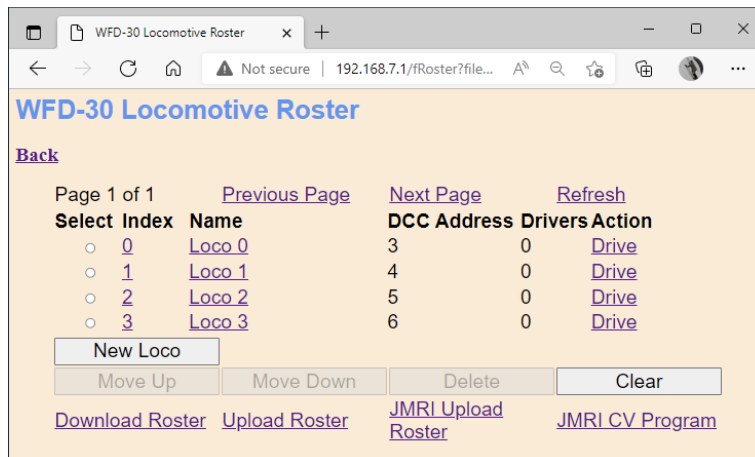 WFD-30 Locomotive Roster
Not secure | 192.168.7.1/fRoster?file...
WFD-30 Locomotive Roster
Back
Page 1 of 1 Previous Page Next Page Refresh
Select Index Name DCC Address Drivers Action
0 Loco 0 3 0 Drive
1 Loco 1 4 0 Drive
2 Loco 2 5 0 Drive
3 Loco 3 6 0 Drive
New Loco
Move Up Move Down Delete Clear
Download Roster Upload Roster JMRI Upload Roster JMRI CV Program